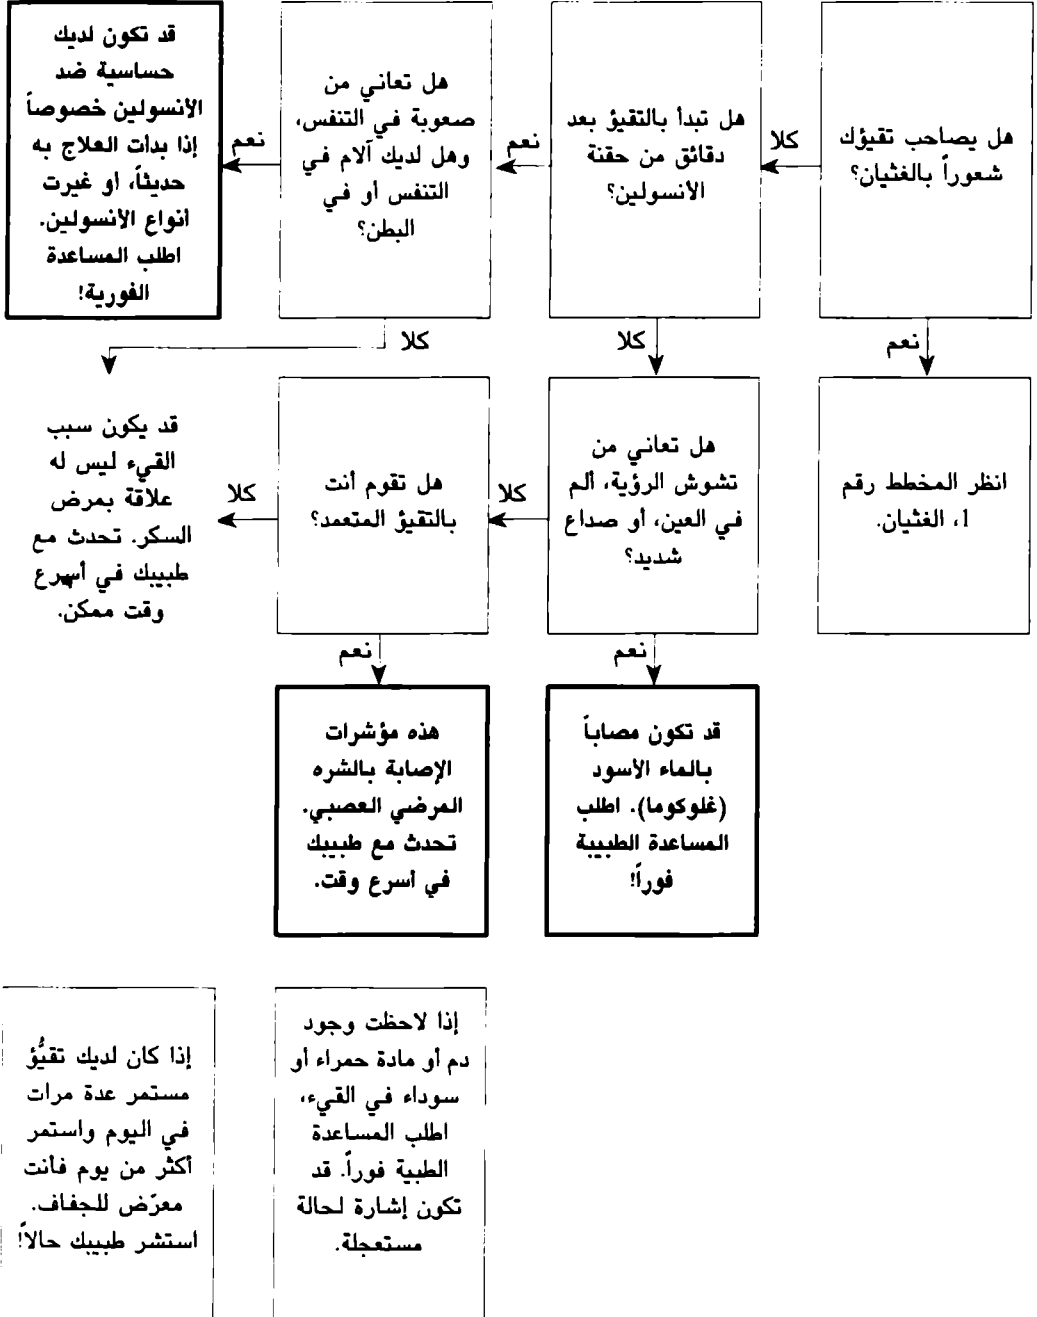 هل يصاحب تقيؤك
شعوراً بالغثيان؟
كلا
هل تبدأ بالتقيؤ بعد
دقائق من حقنة
الأنسولين؟
نعم
هل تعاني من
صعوبة في التنفس،
وهل لديك آلام في
التنفس أو في
البطن؟
نعم
قد تكون لديك
حساسية ضد
الأنسولين خصوصاً
إذا بدأت العلاج به
حديثاً، أو غيرت
أنواع الأنسولين.
اطلب المساعدة
الفورية!
نعم
كلا
كلا
انظر المخطط رقم
1، الغثيان.
هل تعاني من
تشوش الرؤية، ألم
في العين، أو صداع
شديد؟
كلا
هل تقوم أنت
بالتقيؤ المتعمد؟
كلا
قد يكون سبب
القيء ليس له
علاقة بمرض
السكر. تحدث مع
طبيبك في أسرع
وقت ممكن.
نعم
نعم
قد تكون مصاباً
بالماء الأسود
(غلوكوما). اطلب
المساعدة الطبيبة
فوراً!
هذه مؤشرات
الإصابة بالشره
المرضي العصبي.
تحدث مع طبيبك
في أسرع وقت.
إذا لاحظت وجود
دم أو مادة حمراء أو
سوداء في القيء،
اطلب المساعدة
الطبية فوراً. قد
تكون إشارة لحالة
مستعجلة.
إذا كان لديك تقيُّؤ
مستمر عدة مرات
في اليوم واستمر
أكثر من يوم فأنت
معرّض للجفاف.
استشر طبيبك حالاً!